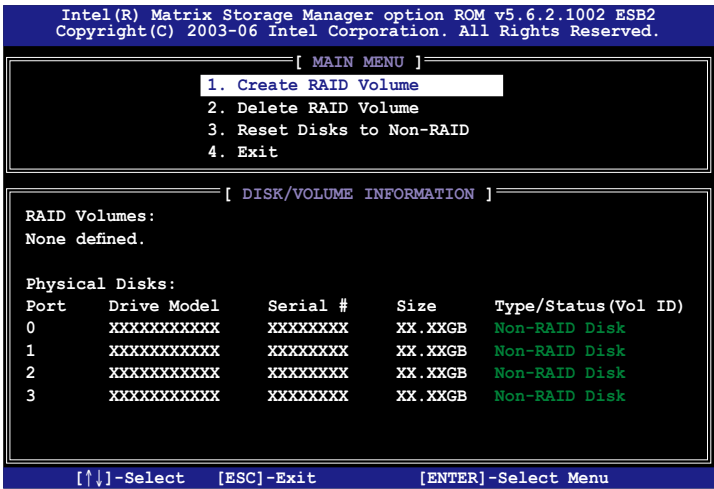 Intel(R) Matrix Storage Manager option ROM v5.6.2.1002 ESB2
Copyright(C) 2003-06 Intel Corporation. All Rights Reserved.
[ MAIN MENU ]
1. Create RAID Volume
2. Delete RAID Volume
3. Reset Disks to Non-RAID
4. Exit
[ DISK/VOLUME INFORMATION ]
RAID Volumes:
None defined.
Physical Disks:
Port Drive Model Serial # Size Type/Status(Vol ID)
0 XXXXXXXXXXX XXXXXXXX XX.XXGB Non-RAID Disk
1 XXXXXXXXXXX XXXXXXXX XX.XXGB Non-RAID Disk
2 XXXXXXXXXXX XXXXXXXX XX.XXGB Non-RAID Disk
3 XXXXXXXXXXX XXXXXXXX XX.XXGB Non-RAID Disk
[↑↓]-Select [ESC]-Exit [ENTER]-Select Menu